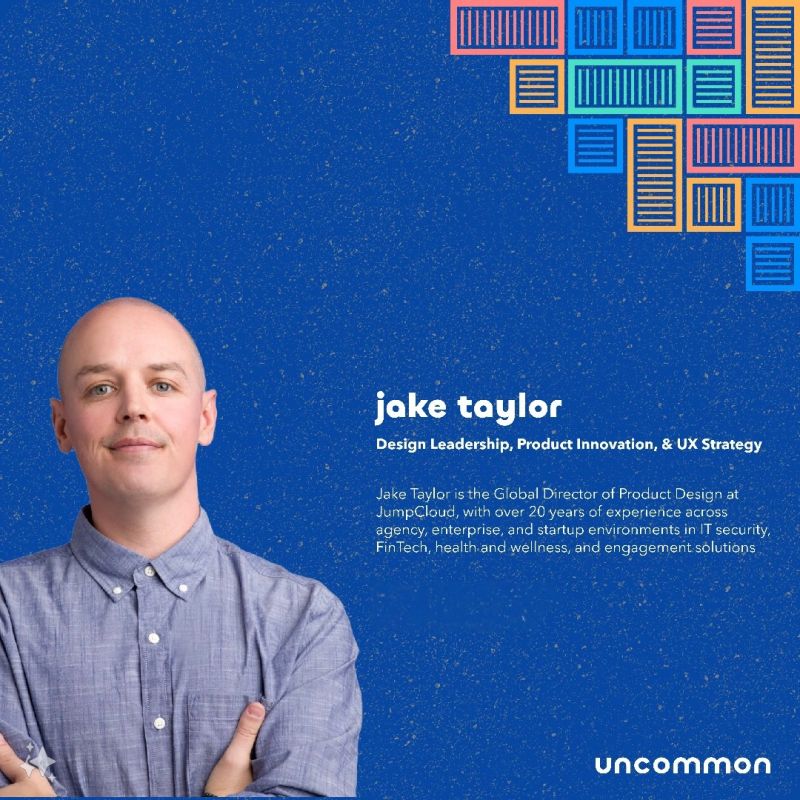 jake taylor
Design Leadership, Product Innovation, & UX Strategy
Jake Taylor is the Global Director of Product Design at
JumpCloud, with over 20 years of experience across
agency, enterprise, and startup environments in IT security,
FinTech, health and wellness, and engagement solutions
uncommon